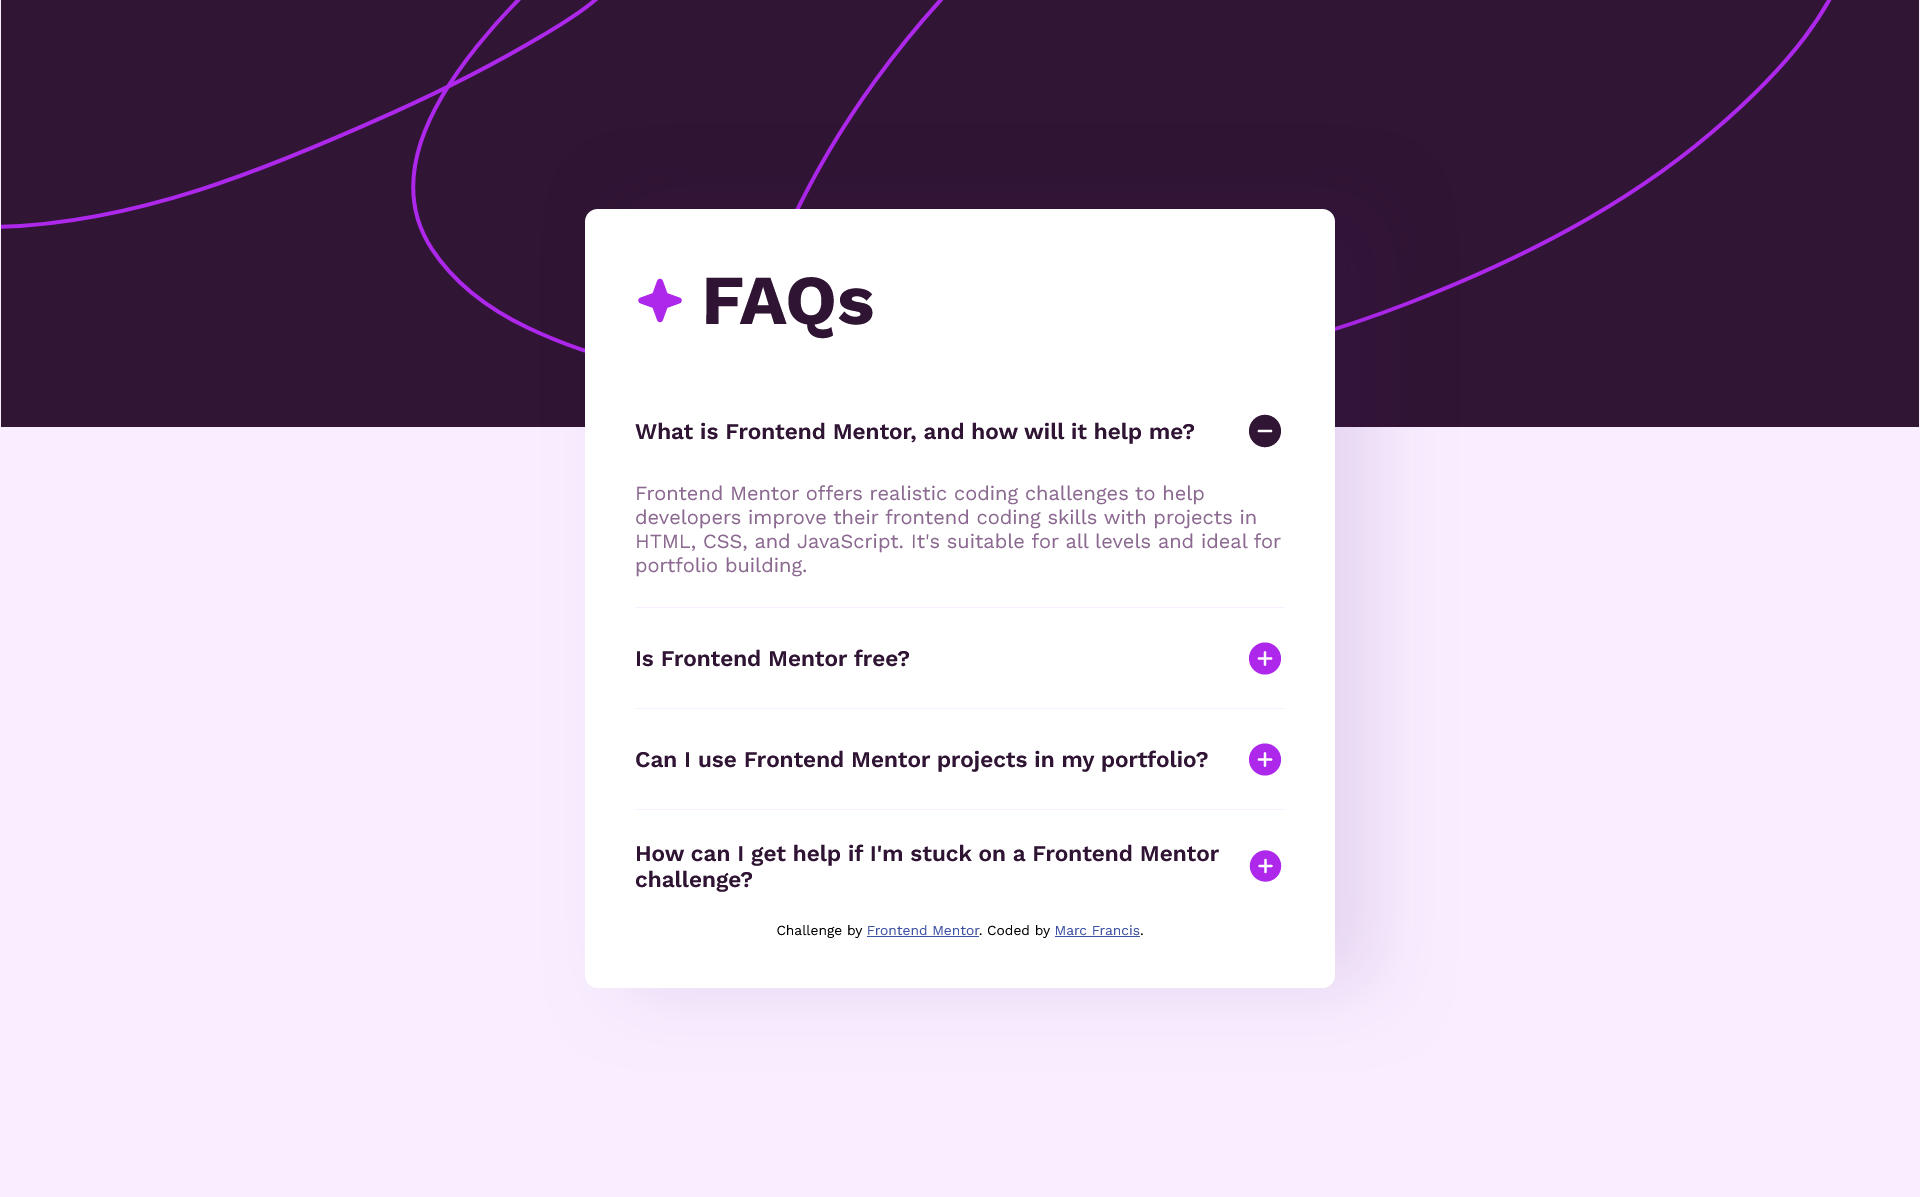 FAQs
What is Frontend Mentor, and how will it help me?
Frontend Mentor offers realistic coding challenges to help
developers improve their frontend coding skills with projects in
HTML, CSS, and JavaScript. It's suitable for all levels and ideal for
portfolio building.
Is Frontend Mentor free?
Can I use Frontend Mentor projects in my portfolio?
How can I get help if I'm stuck on a Frontend Mentor
challenge?
Challenge by Frontend Mentor. Coded by Marc Francis.